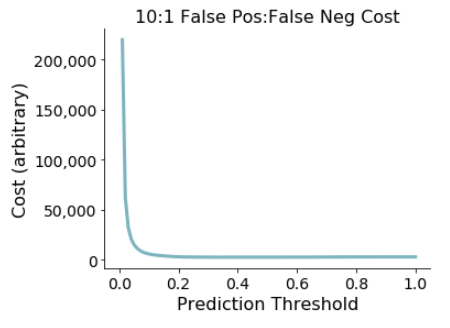 10:1 False Pos:False Neg Cost
200,000
150,000
100,000
50,000
0
Cost (arbitrary)
0.0 0.2 0.4 0.6 0.8 1.0
Prediction Threshold